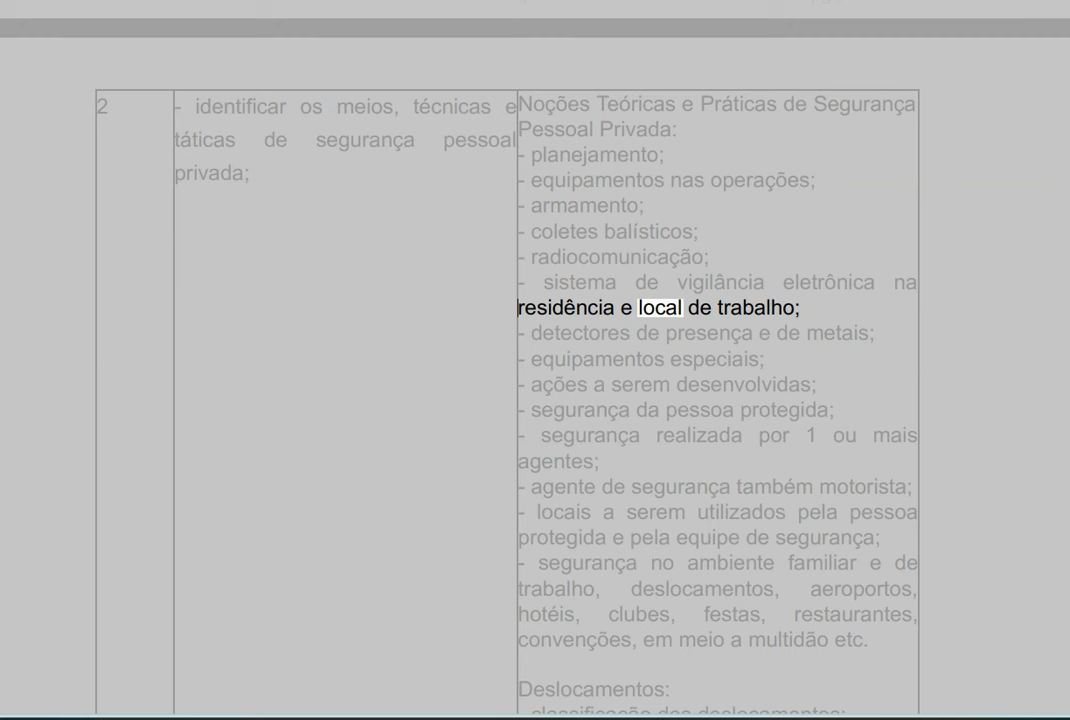 2
- identificar os meios, técnicas e
táticas de segurança pessoal
privada;
Noções Teóricas e Práticas de Segurança
Pessoal Privada:
- planejamento;
- equipamentos nas operações;
- armamento;
- coletes balísticos;
- radiocomunicação;
- sistema de vigilância eletrônica na
residência e local de trabalho;
- detectores de presença e de metais;
- equipamentos especiais;
- ações a serem desenvolvidas;
- segurança da pessoa protegida;
- segurança realizada por 1 ou mais
agentes;
- agente de segurança também motorista;
- locais a serem utilizados pela pessoa
protegida e pela equipe de segurança;
- segurança no ambiente familiar e de
trabalho, deslocamentos, aeroportos,
hotéis, clubes, festas, restaurantes,
convenções, em meio a multidão etc.
Deslocamentos:
- classificação dos deslocamentos;